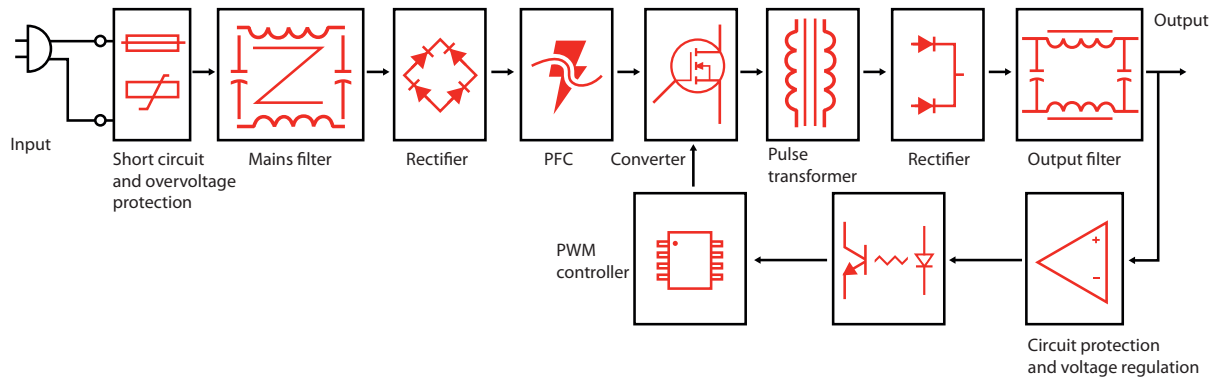 Output
Input
Short circuit
and overvoltage
protection
Mains filter
Rectifier
PFC
Converter
Pulse
transformer
Rectifier
Output filter
PWM
controller
+
-
Circuit protection
and voltage regulation